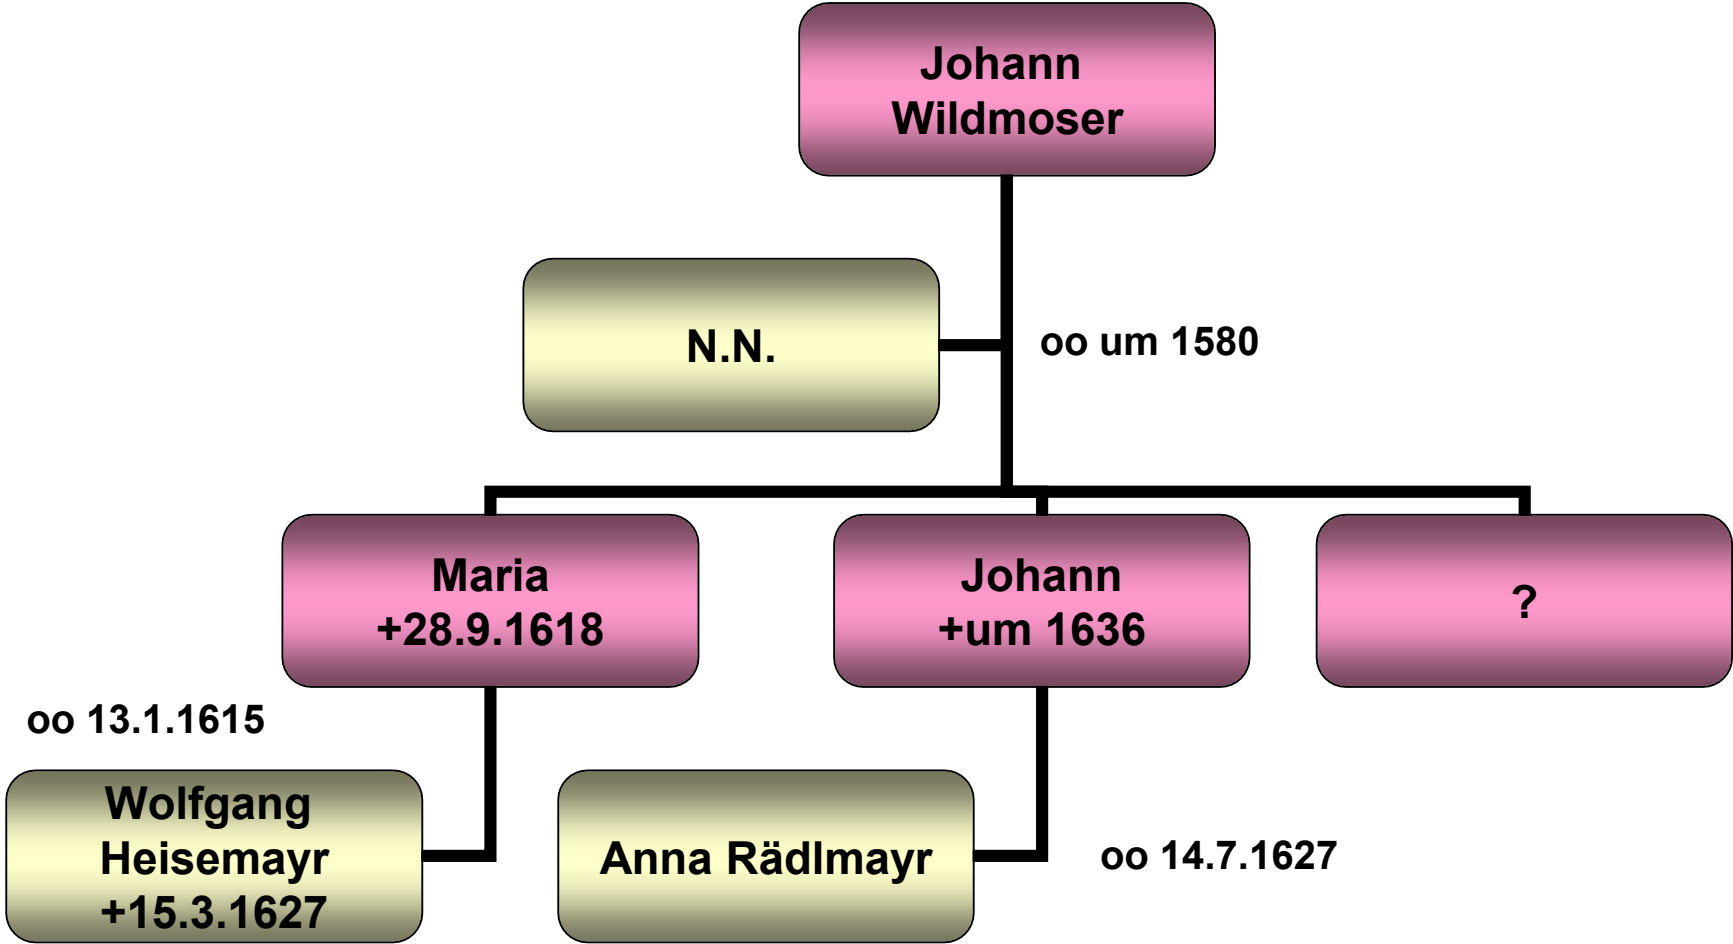 Johann
Wildmoser
N.N.
oo um 1580
Maria
+28.9.1618
Johann
+um 1636
?
oo 13.1.1615
Wolfgang
Heisemayr
+15.3.1627
Anna Rädlmayr
oo 14.7.1627